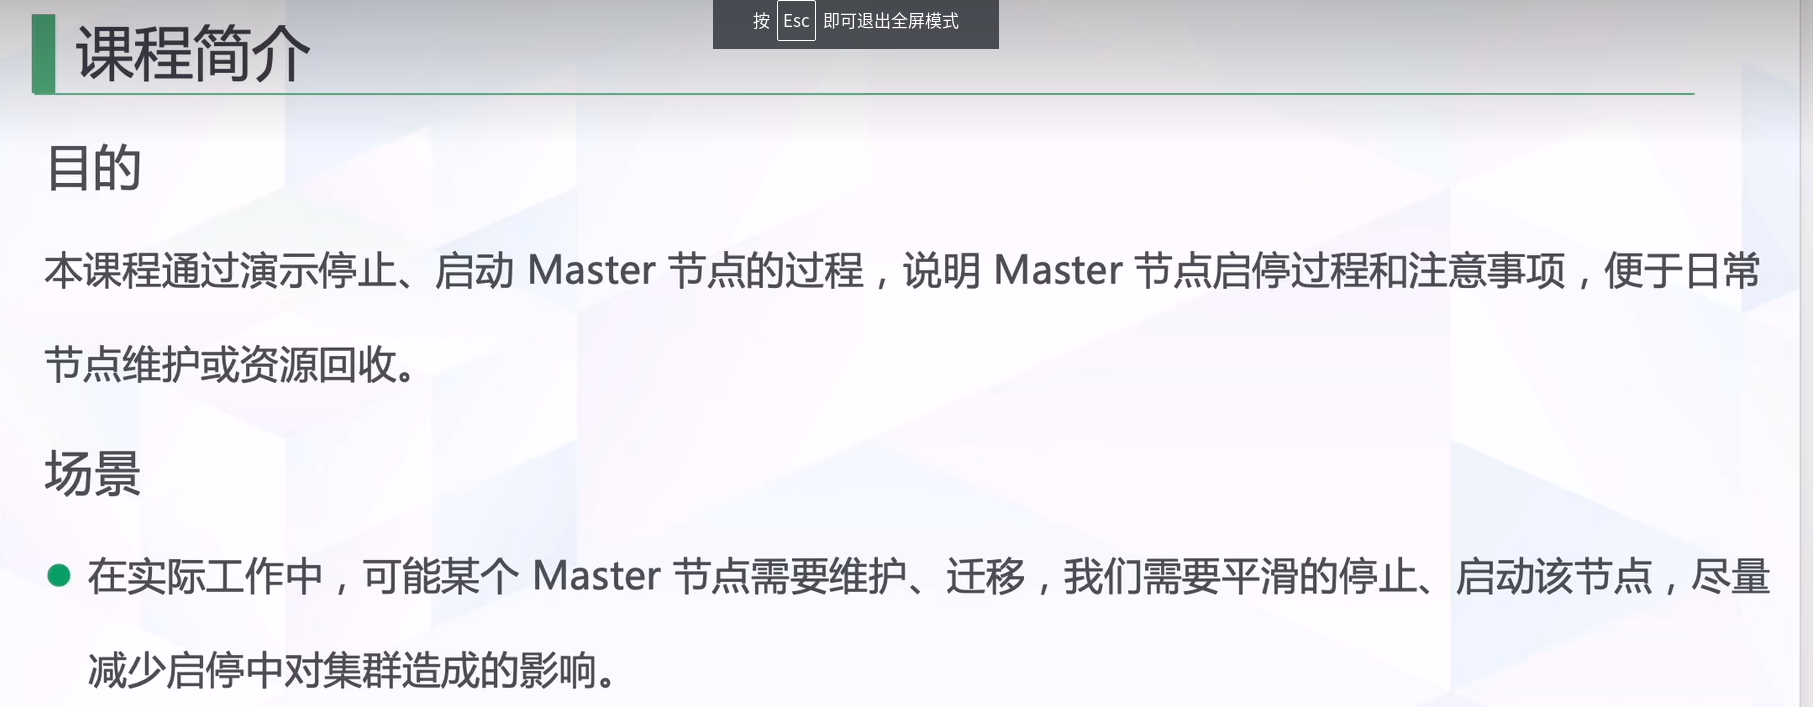 按 Esc 即可退出全屏模式
课程简介
目的
本课程通过演示停止、启动 Master 节点的过程，说明 Master 节点启停过程和注意事项，便于日常
节点维护或资源回收。
场景
在实际工作中，可能某个 Master 节点需要维护、迁移，我们需要平滑的停止、启动该节点，尽量
减少启停中对集群造成的影响。